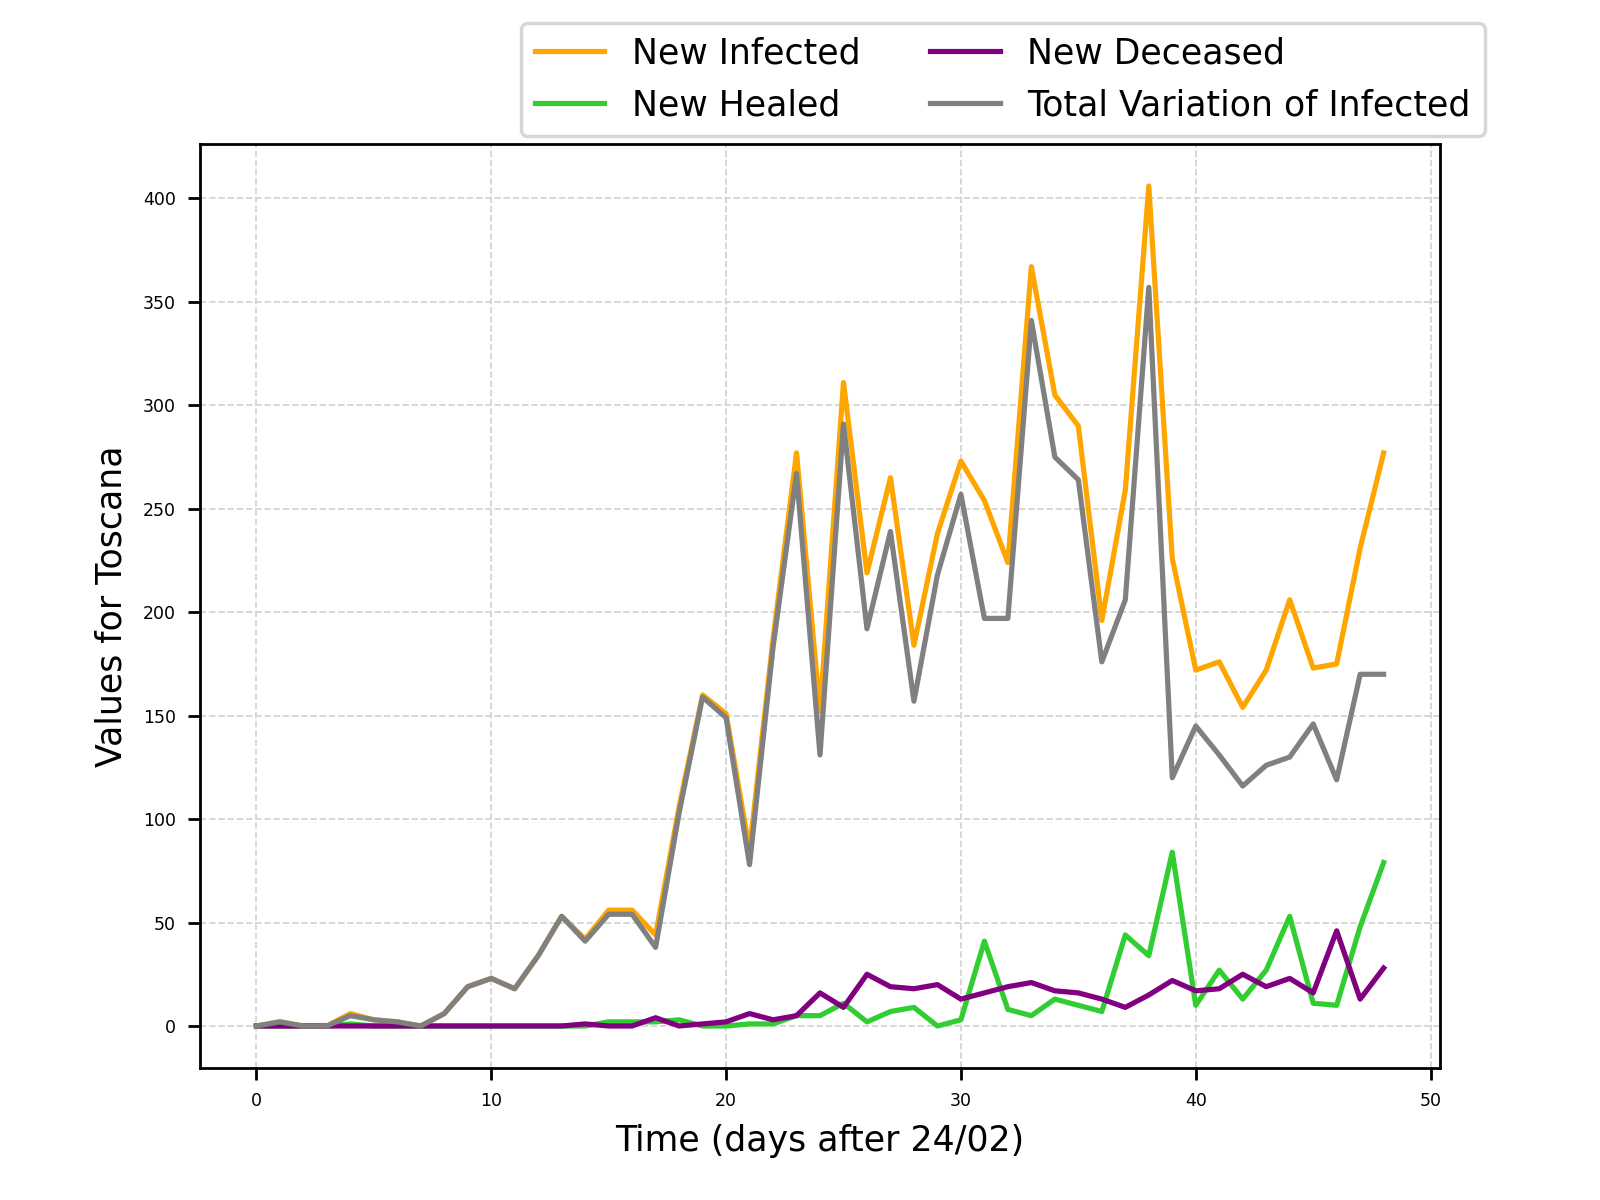 New Infected
New Healed
New Deceased
Total Variation of Infected
400
350
300
250
200
150
100
50
0
Values for Toscana
0 10 20 30 40 50
Time (days after 24/02)